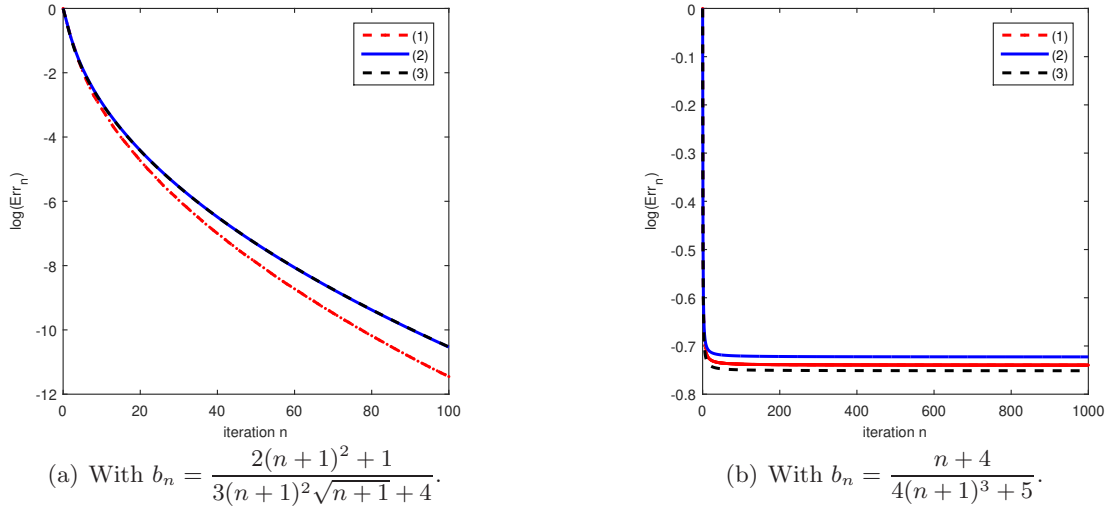 0
-2
-4
-6
-8
-10
-12
log(Err_n)
0 20 40 60 80 100
iteration n
(1)
(2)
(3)
(a) With $b_n = \dfrac{2(n+1)^2+1}{3(n+1)^2\sqrt{n+1}+4}$.
0
-0.1
-0.2
-0.3
-0.4
-0.5
-0.6
-0.7
-0.8
log(Err_n)
0 200 400 600 800 1000
iteration n
(1)
(2)
(3)
(b) With $b_n = \dfrac{n+4}{4(n+1)^3+5}$.